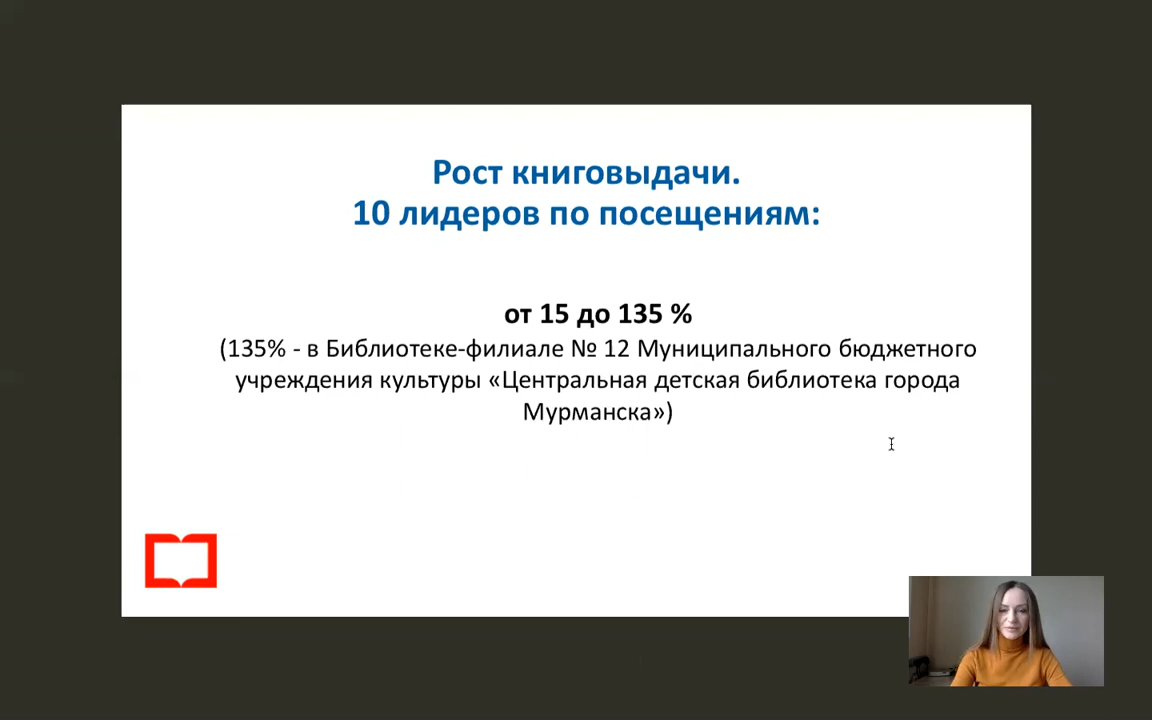 Рост книговыдачи.
10 лидеров по посещениям:
от 15 до 135 %
(135% - в Библиотеке-филиале № 12 Муниципального бюджетного
учреждения культуры «Центральная детская библиотека города
Мурманска»)